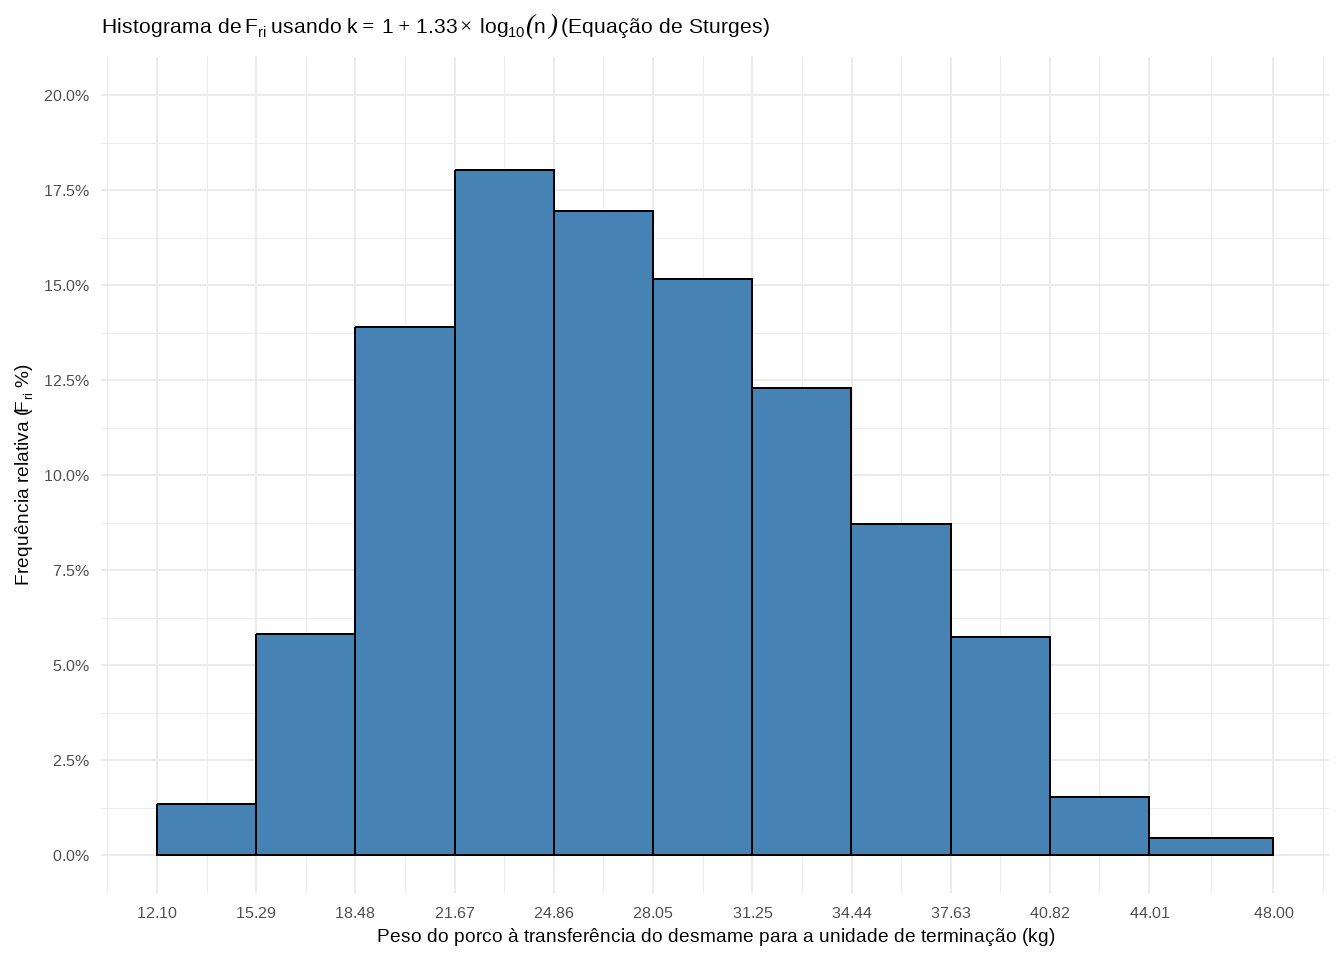 Histograma de Fri usando k = 1 + 1.33 × log10(n) (Equação de Sturges)
Frequência relativa (Fri %)
20.0%
17.5%
15.0%
12.5%
10.0%
7.5%
5.0%
2.5%
0.0%
12.10 15.29 18.48 21.67 24.86 28.05 31.25 34.44 37.63 40.82 44.01 48.00
Peso do porco à transferência do desmame para a unidade de terminação (kg)